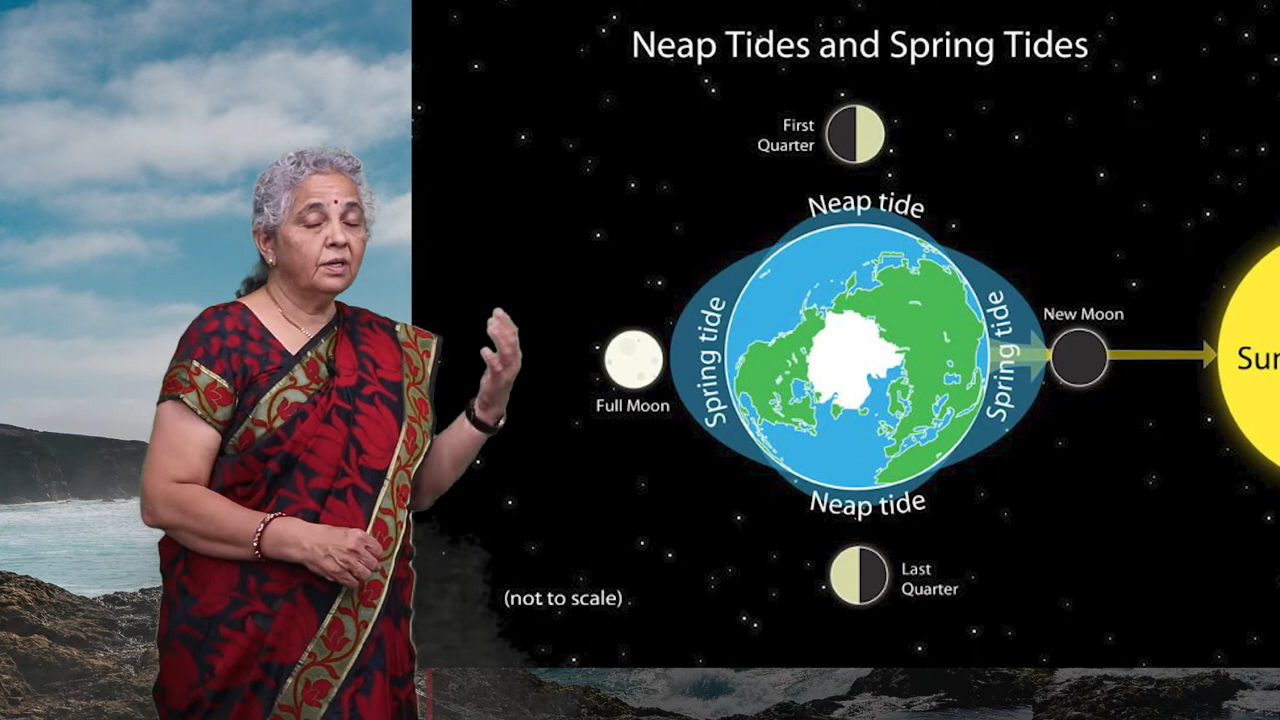 Neap Tides and Spring Tides
First
Quarter
Neap tide
Spring tide
Spring tide
New Moon
Full Moon
Neap tide
Last
Quarter
(not to scale)